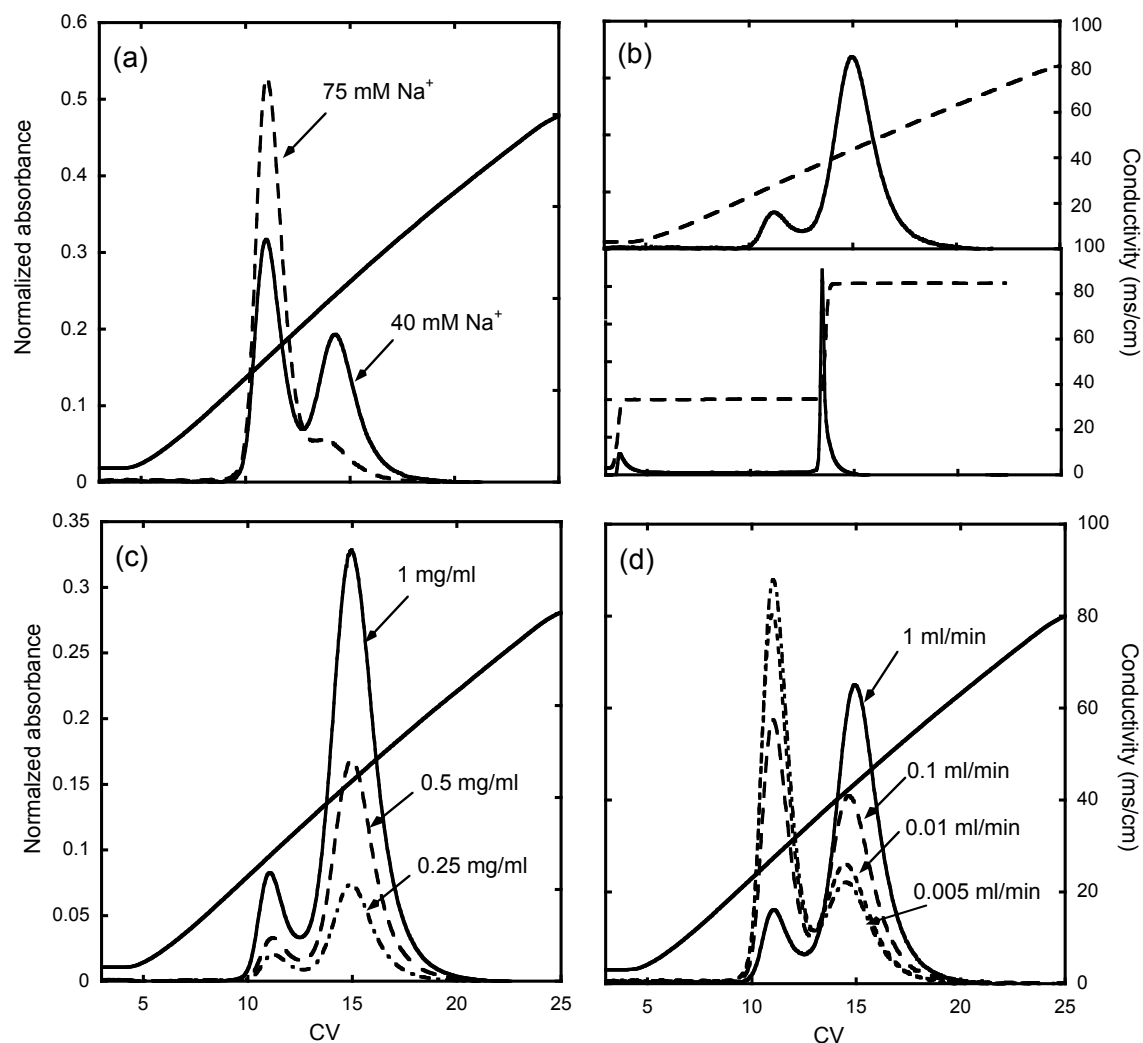 (a)
75 mM Na⁺
40 mM Na⁺
0.6
0.5
0.4
0.3
0.2
0.1
0
5 10 15 20 25
Normalized absorbance
(b)
100
80
60
40
20
100
80
60
40
20
0
Conductivity (ms/cm)
(c)
1 mg/ml
0.5 mg/ml
0.25 mg/ml
0.35
0.3
0.25
0.2
0.15
0.1
0.05
0
5 10 15 20 25
Normalzed absorbance
CV
(d)
1 ml/min
0.1 ml/min
0.01 ml/min
0.005 ml/min
100
80
60
40
20
0
5 10 15 20 25
CV
Conductivity (ms/cm)